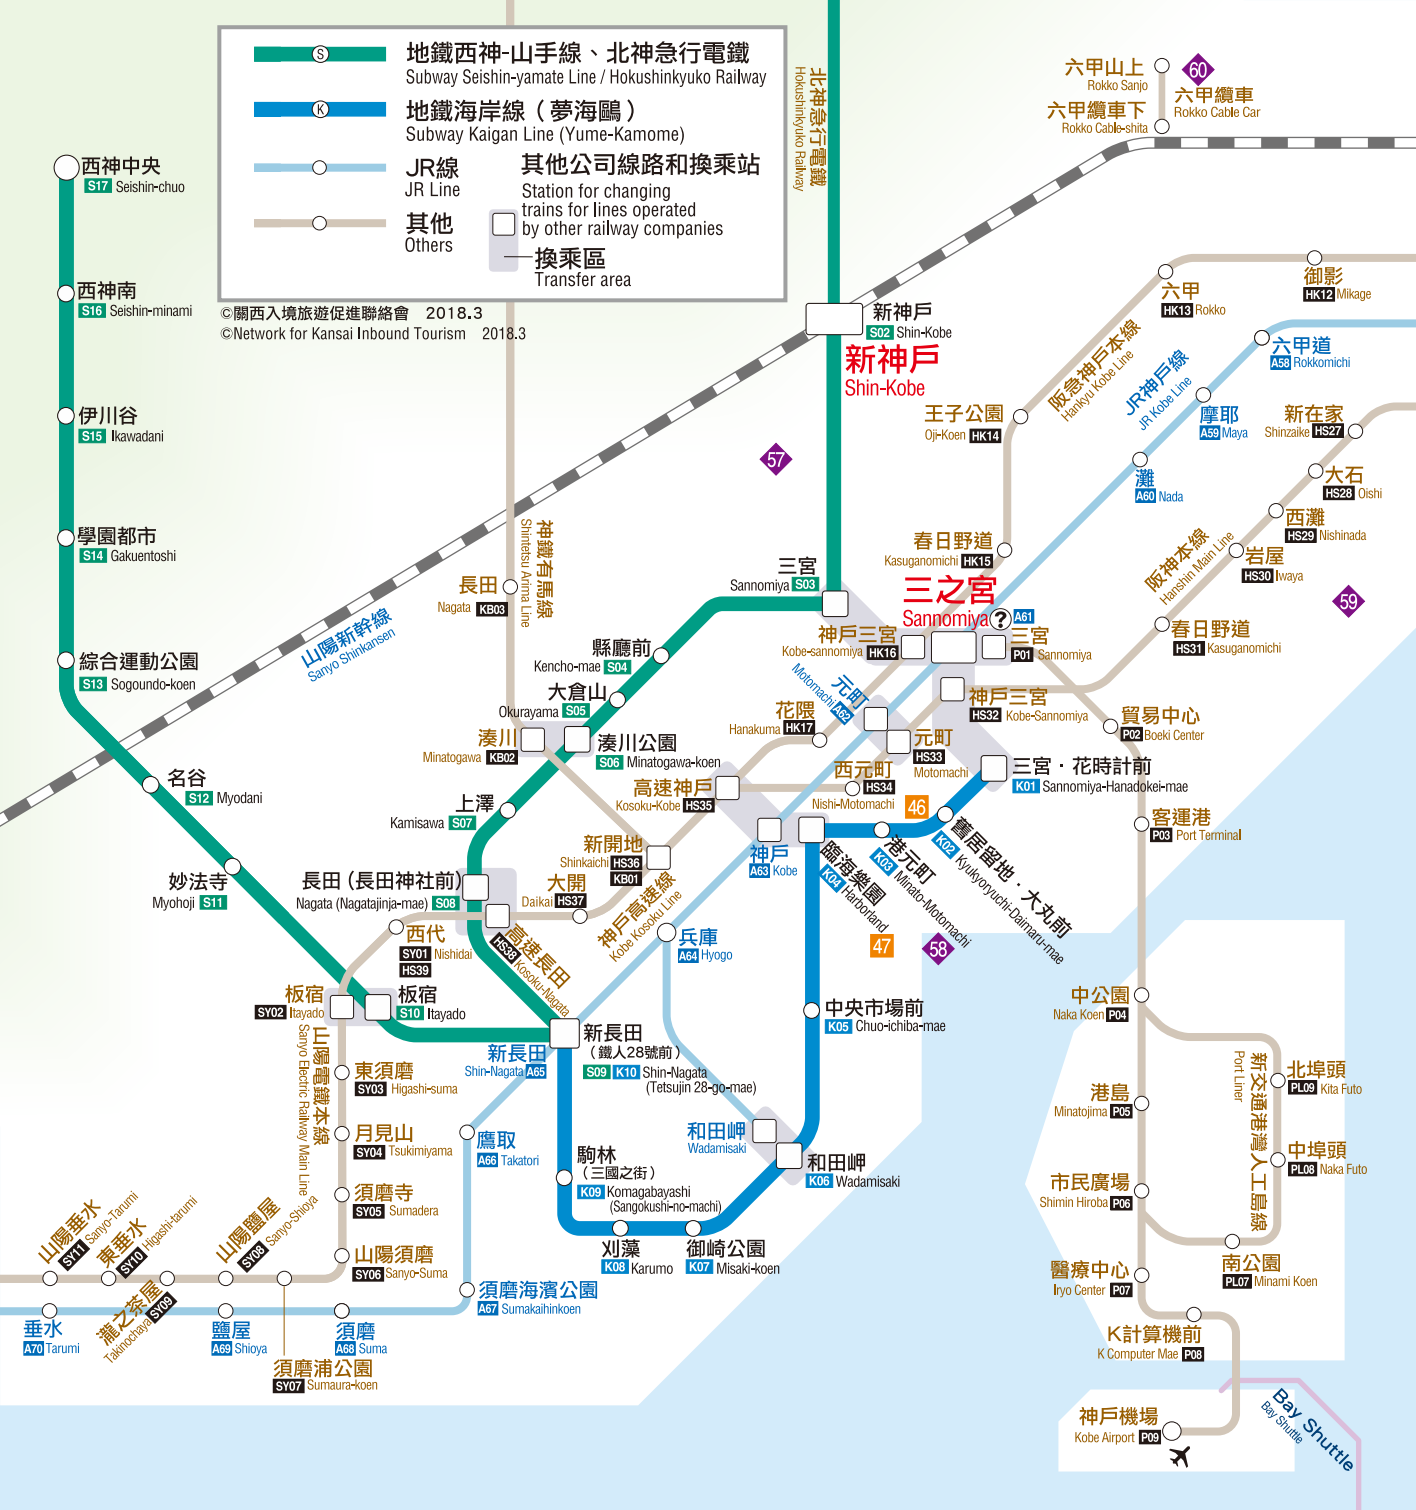 S
地鐵西神-山手線、北神急行電鐵
Subway Seishin-yamate Line / Hokushinkyuko Railway
K
地鐵海岸線（夢海鷗）
Subway Kaigan Line (Yume-Kamome)
JR線
JR Line
其他
Others
其他公司線路和換乘站
Station for changing
trains for lines operated
by other railway companies
換乘區
Transfer area
©關西入境旅遊促進聯絡會　2018.3
©Network for Kansai Inbound Tourism　2018.3
北神急行電鐵
Hokushinkyuko Railway
六甲山上
Rokko Sanjo
60
六甲纜車
Rokko Cable Car
六甲纜車下
Rokko Cable-shita
西神中央
S17 Seishin-chuo
西神南
S16 Seishin-minami
伊川谷
S15 Ikawadani
學園都市
S14 Gakuentoshi
綜合運動公園
S13 Sogoundo-koen
名谷
S12 Myodani
妙法寺
Myohoji S11
板宿
S10 Itayado
板宿
SY02 Itayado
山陽新幹線
Sanyo Shinkansen
神鐵有馬線
Shintetsu Arima Line
長田
Nagata KB03
新神戶
S02 Shin-Kobe
新神戶
Shin-Kobe
57
三宮
Sannomiya S03
縣廳前
Kencho-mae S04
大倉山
Okurayama S05
湊川
Minatogawa KB02
湊川公園
S06 Minatogawa-koen
上澤
Kamisawa S07
長田（長田神社前）
Nagata (Nagatajinja-mae) S08
高速長田
HS38 Kosoku-Nagata
西代
SY01 Nishidai
HS39
大開
Daikai HS37
新開地
Shinkaichi HS36
KB01
高速神戶
Kosoku-Kobe HS35
神戶高速線
Kobe Kosoku Line
花隈
Hanakuma HK17
西元町
HS34
Nishi-Motomachi
元町
Motomachi A62
元町
HS33
Motomachi
神戶三宮
Kobe-sannomiya HK16
三之宮
Sannomiya ? A61
三宮
P01 Sannomiya
神戶三宮
HS32 Kobe-Sannomiya
三宮・花時計前
K01 Sannomiya-Hanadokei-mae
春日野道
Kasuganomichi HK15
王子公園
Oji-Koen HK14
阪急神戶本線
Hankyu Kobe Line
六甲
HK13 Rokko
御影
HK12 Mikage
JR神戶線
JR Kobe Line
六甲道
A58 Rokkomichi
摩耶
A59 Maya
灘
A60 Nada
新在家
Shinzaike HS27
大石
HS28 Oishi
西灘
HS29 Nishinada
岩屋
HS30 Iwaya
阪神本線
Hanshin Main Line
59
春日野道
HS31 Kasuganomichi
貿易中心
P02 Boeki Center
客運港
P03 Port Terminal
46
舊居留地・大丸前
K02 Kyukyoryuchi-Daimaru-mae
港元町
K03 Minato-Motomachi
臨海樂園
K04 Harborland
47
58
神戶
A63 Kobe
兵庫
A64 Hyogo
中央市場前
K05 Chuo-ichiba-mae
新長田
Shin-Nagata A65
新長田
（鐵人28號前）
S09 K10 Shin-Nagata
(Tetsujin 28-go-mae)
和田岬
Wadamisaki
和田岬
K06 Wadamisaki
駒林
（三國之街）
K09 Komagabayashi
(Sangokushi-no-machi)
刈藻
K08 Karumo
御崎公園
K07 Misaki-koen
鷹取
A66 Takatori
須磨海濱公園
A67 Sumakaihinkoen
山陽電鐵本線
Sanyo Electric Railway Main Line
東須磨
SY03 Higashi-suma
月見山
SY04 Tsukimiyama
須磨寺
SY05 Sumadera
山陽須磨
SY06 Sanyo-Suma
山陽垂水
SY11 Sanyo-Tarumi
東垂水
SY10 Higashi-tarumi
瀧之茶屋
Takinochaya SY09
山陽鹽屋
SY08 Sanyo-Shioya
須磨浦公園
SY07 Sumaura-koen
垂水
A70 Tarumi
鹽屋
A69 Shioya
須磨
A68 Suma
中公園
Naka Koen P04
港島
Minatojima P05
市民廣場
Shimin Hiroba P06
醫療中心
Iryo Center P07
K計算機前
K Computer Mae P08
神戶機場
Kobe Airport P09
新交通港灣人工島線
Port Liner
北埠頭
PL09 Kita Futo
中埠頭
PL08 Naka Futo
南公園
PL07 Minami Koen
Bay Shuttle
Bay Shuttle